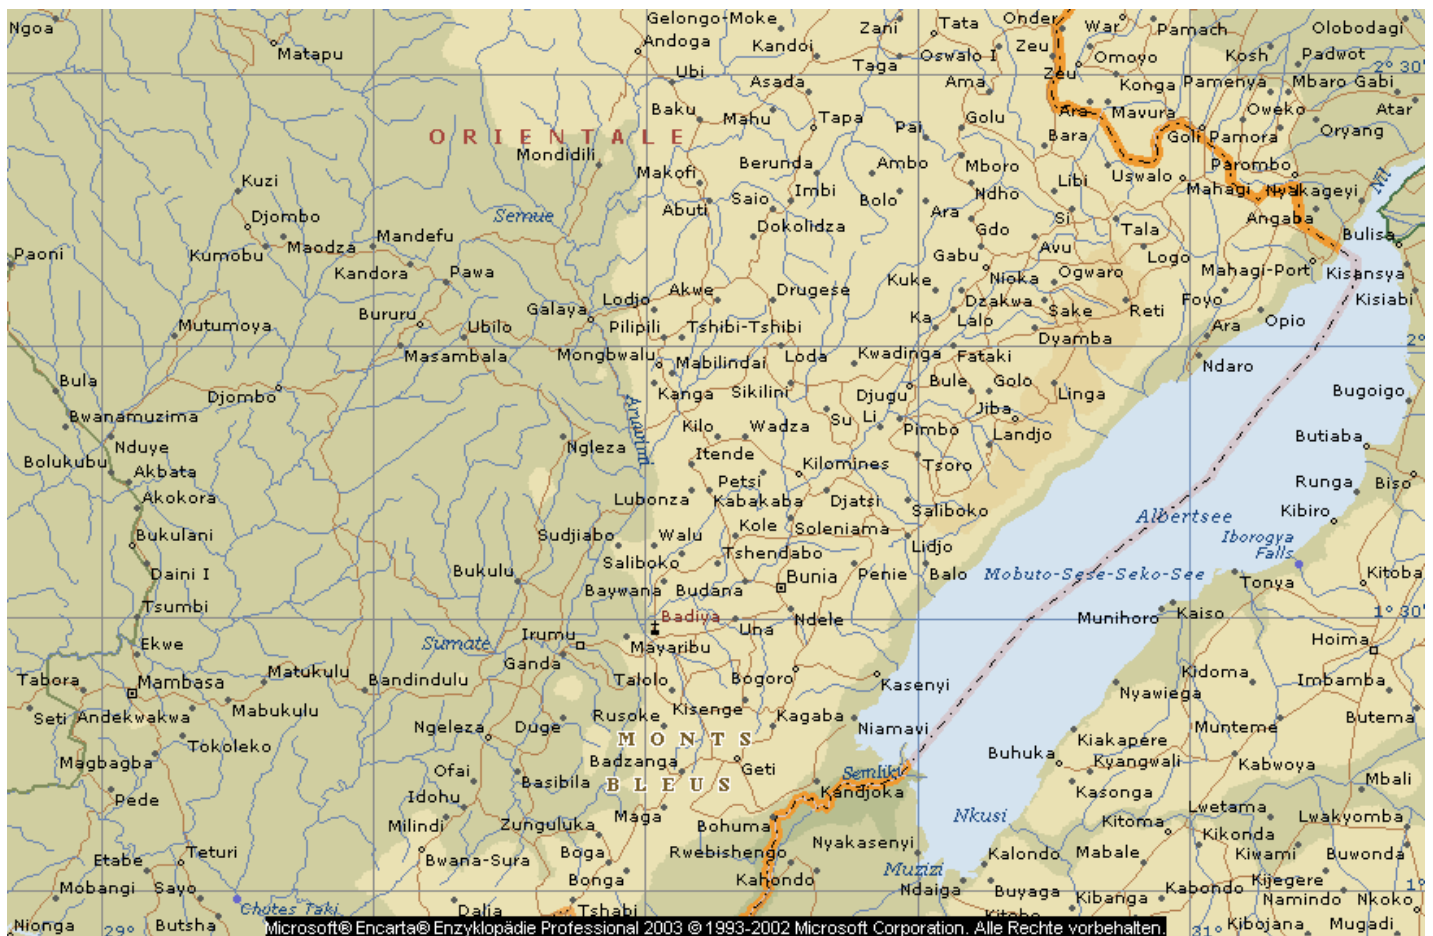 Ngoa
Matapu
Gelongo-Moke
Andoga
Kandoi
Zani
Tata
Onder
War
Pamach
Olobodagi
Taga
Oswalo I
Zeu
Omoyo
Kosh
Padwot
2° 30'
Ubi
Asada
Ama
Zeu
Konga
Pamenya
Mbaro
Gabi
Baku
Mahu
Tapa
Pai
Golu
Ara
Mavura
Oweko
Atar
ORIENTALE
Bara
Goli
Pamora
Oryang
Mondidili
Makofi
Berunda
Ambo
Mboro
Uswalo
Parombo
Kuzi
Imbi
Bolo
Ndho
Libi
Mahagi
Nyakageyi
Nil
Djombo
Semue
Abuti
Saio
Dokolidza
Ara
Gdo
Si
Tala
Angaba
Bulisa
Paoni
Kumobu
Maodza
Mandefu
Gabu
Avu
Logo
Kandora
Pawa
Kuke
Nioka
Ogwaro
Mahagi-Port
Kisansya
Lodjo
Akwe
Drugese
Dzakwa
Sake
Reti
Foyo
Kisiabi
Mutumoya
Bururu
Ubilo
Galaya
Pilipili
Tshibi-Tshibi
Ka
Lalo
Dyamba
Ara
Opio
Masambala
Mongbwalu
Mabilindai
Loda
Kwadinga
Fataki
Ndaro
2°
Bula
Djombo
Kanga
Sikilini
Djugu
Bule
Golo
Linga
Bugoigo
Bwanamuzima
Aruwimi
Kilo
Wadza
Su
Li
Pimbo
Jiba
Landjo
Butiaba
Nduye
Ngleza
Itende
Kilomines
Tsoro
Bolukubu
Akbata
Petsi
Runga
Biso
Akokora
Lubonza
Kabakaba
Djatsi
Saliboko
Kibiro
Bukulani
Sudjiabo
Walu
Kole
Soleniama
Albertsee
Iborogya
Falls
Saliboko
Tshendabo
Lidjo
Daini I
Bukulu
Baywana
Budana
Bunia
Penie
Balo
Mobuto-Sese-Seko-See
Tonya
Kitoba
Tsumbi
Badiya
Una
Ndele
Munihoro
Kaiso
1° 30'
Ekwe
Sumate
Irumu
Mayaribu
Hoima
Ganda
Tabora
Mambasa
Matukulu
Bandindulu
Talolo
Bogoro
Kasenyi
Kidoma
Nyawiega
Imbamba
Seti
Andekwakwa
Mabukulu
Ngeleza
Duge
Rusoke
Kisenge
Kagaba
Niamavi
Munteme
Butema
Tokoleko
MONTS
Kiakapere
Magbagba
Ofai
Basibila
Badzanga
Geti
Semliki
Buhuka
Kyangwali
Kabwoya
Mbali
BLEUS
Pede
Idohu
Kandjoka
Kasonga
Lwetama
Milindi
Zunguluka
Maga
Bohuma
Nkusi
Kitoma
Kikonda
Lwakyomba
Etabe
Teturi
Bwana-Sura
Boga
Rwebishengo
Nyakasenyi
Kalondo
Mabale
Kiwami
Buwonda
Mobangi
Sayo
Bonga
Kahondo
Muzizi
Ndaiga
Buyaga
Kibanga
Kabondo
Kijegere
1°
Chutes Taki
Dalia
Tshabi
Namindo
Nkoko
Nionga
29°
Butsha
Microsoft® Encarta® Enzyklopädie Professional 2003 © 1993-2002 Microsoft Corporation. Alle Rechte vorbehalten.
31°
Kibojana
Mugadi